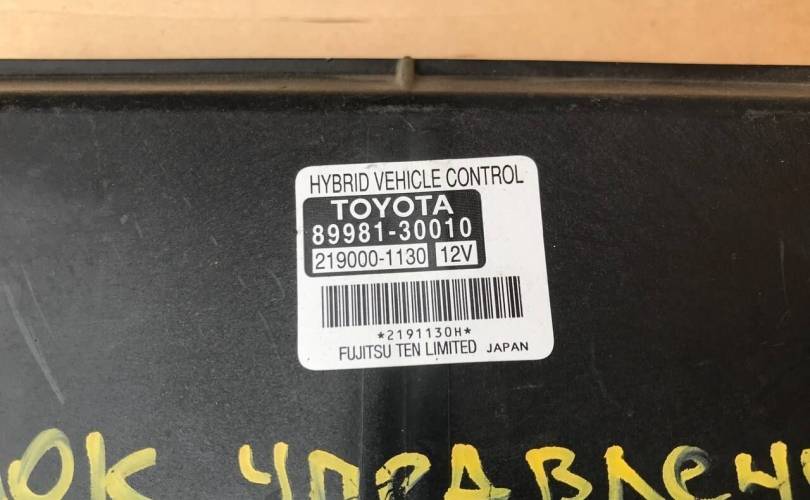 HYBRID VEHICLE CONTROL
TOYOTA
89981-30010
219000-1130 12V
*2191130H*
FUJITSU TEN LIMITED JAPAN
ОК УПРАВЛЕН